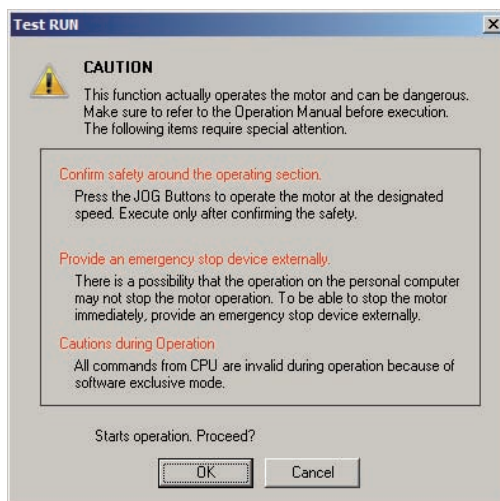 Test RUN
CAUTION
This function actually operates the motor and can be dangerous.
Make sure to refer to the Operation Manual before execution.
The following items require special attention.
Confirm safety around the operating section.
Press the JOG Buttons to operate the motor at the designated
speed. Execute only after confirming the safety.
Provide an emergency stop device externally.
There is a possibility that the operation on the personal computer
may not stop the motor operation. To be able to stop the motor
immediately, provide an emergency stop device externally.
Cautions during Operation
All commands from CPU are invalid during operation because of
software exclusive mode.
Starts operation. Proceed?
OK
Cancel